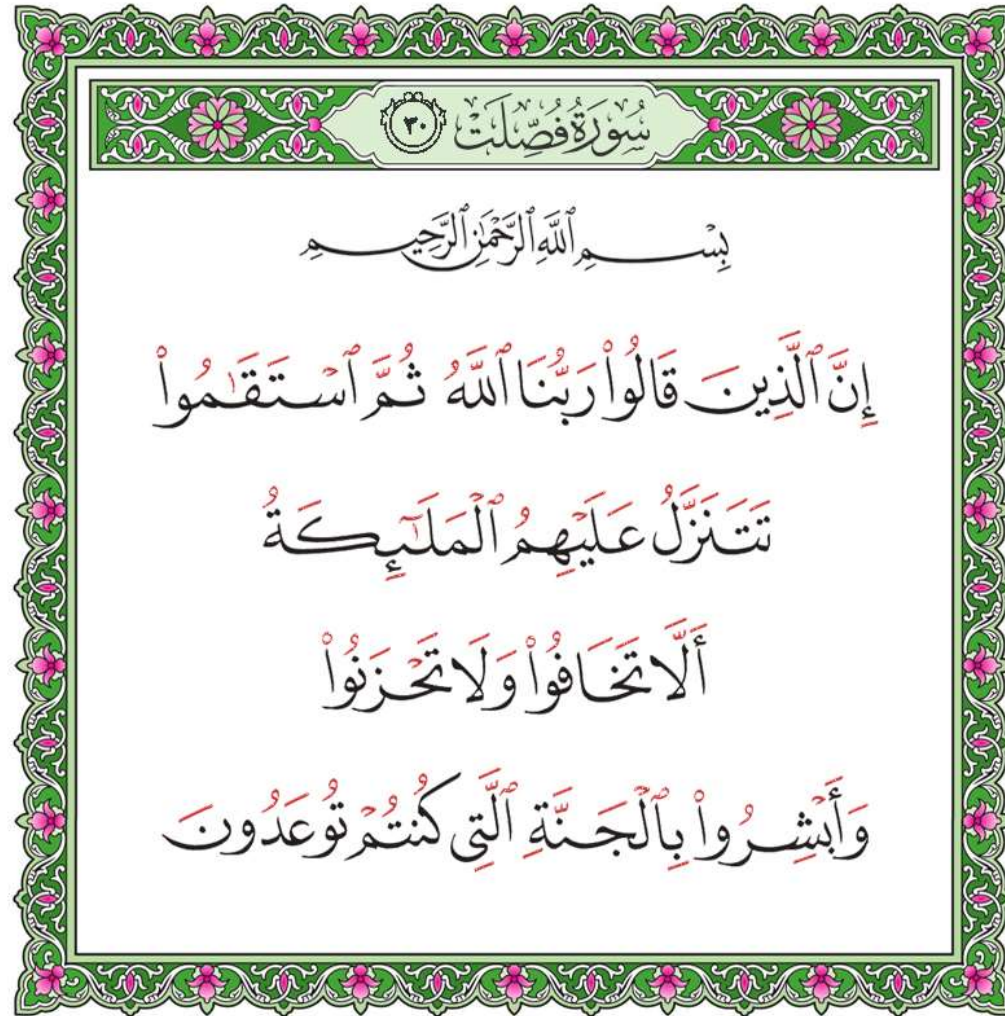 سُورَةُ فُصِّلَتْ ٣٠
بِسْمِ ٱللَّهِ ٱلرَّحْمَٰنِ ٱلرَّحِيمِ
إِنَّ ٱلَّذِينَ قَالُوا۟ رَبُّنَا ٱللَّهُ ثُمَّ ٱسْتَقَٰمُوا۟
تَتَنَزَّلُ عَلَيْهِمُ ٱلْمَلَٰٓئِكَةُ
أَلَّا تَخَافُوا۟ وَلَا تَحْزَنُوا۟
وَأَبْشِرُوا۟ بِٱلْجَنَّةِ ٱلَّتِى كُنتُمْ تُوعَدُونَ